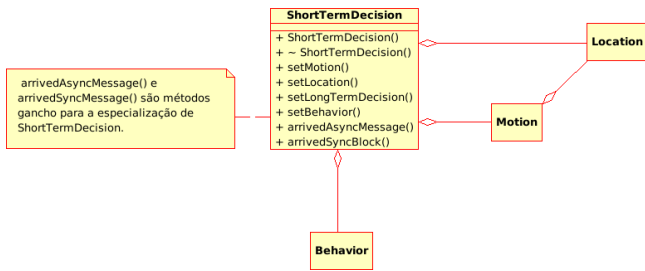 ShortTermDecision
+ ShortTermDecision()
+ ~ ShortTermDecision()
+ setMotion()
+ setLocation()
+ setLongTermDecision()
+ setBehavior()
+ arrivedAsyncMessage()
+ arrivedSyncBlock()
Location
arrivedAsyncMessage() e
arrivedSyncMessage() são métodos
gancho para a especialização de
ShortTermDecision.
Motion
Behavior